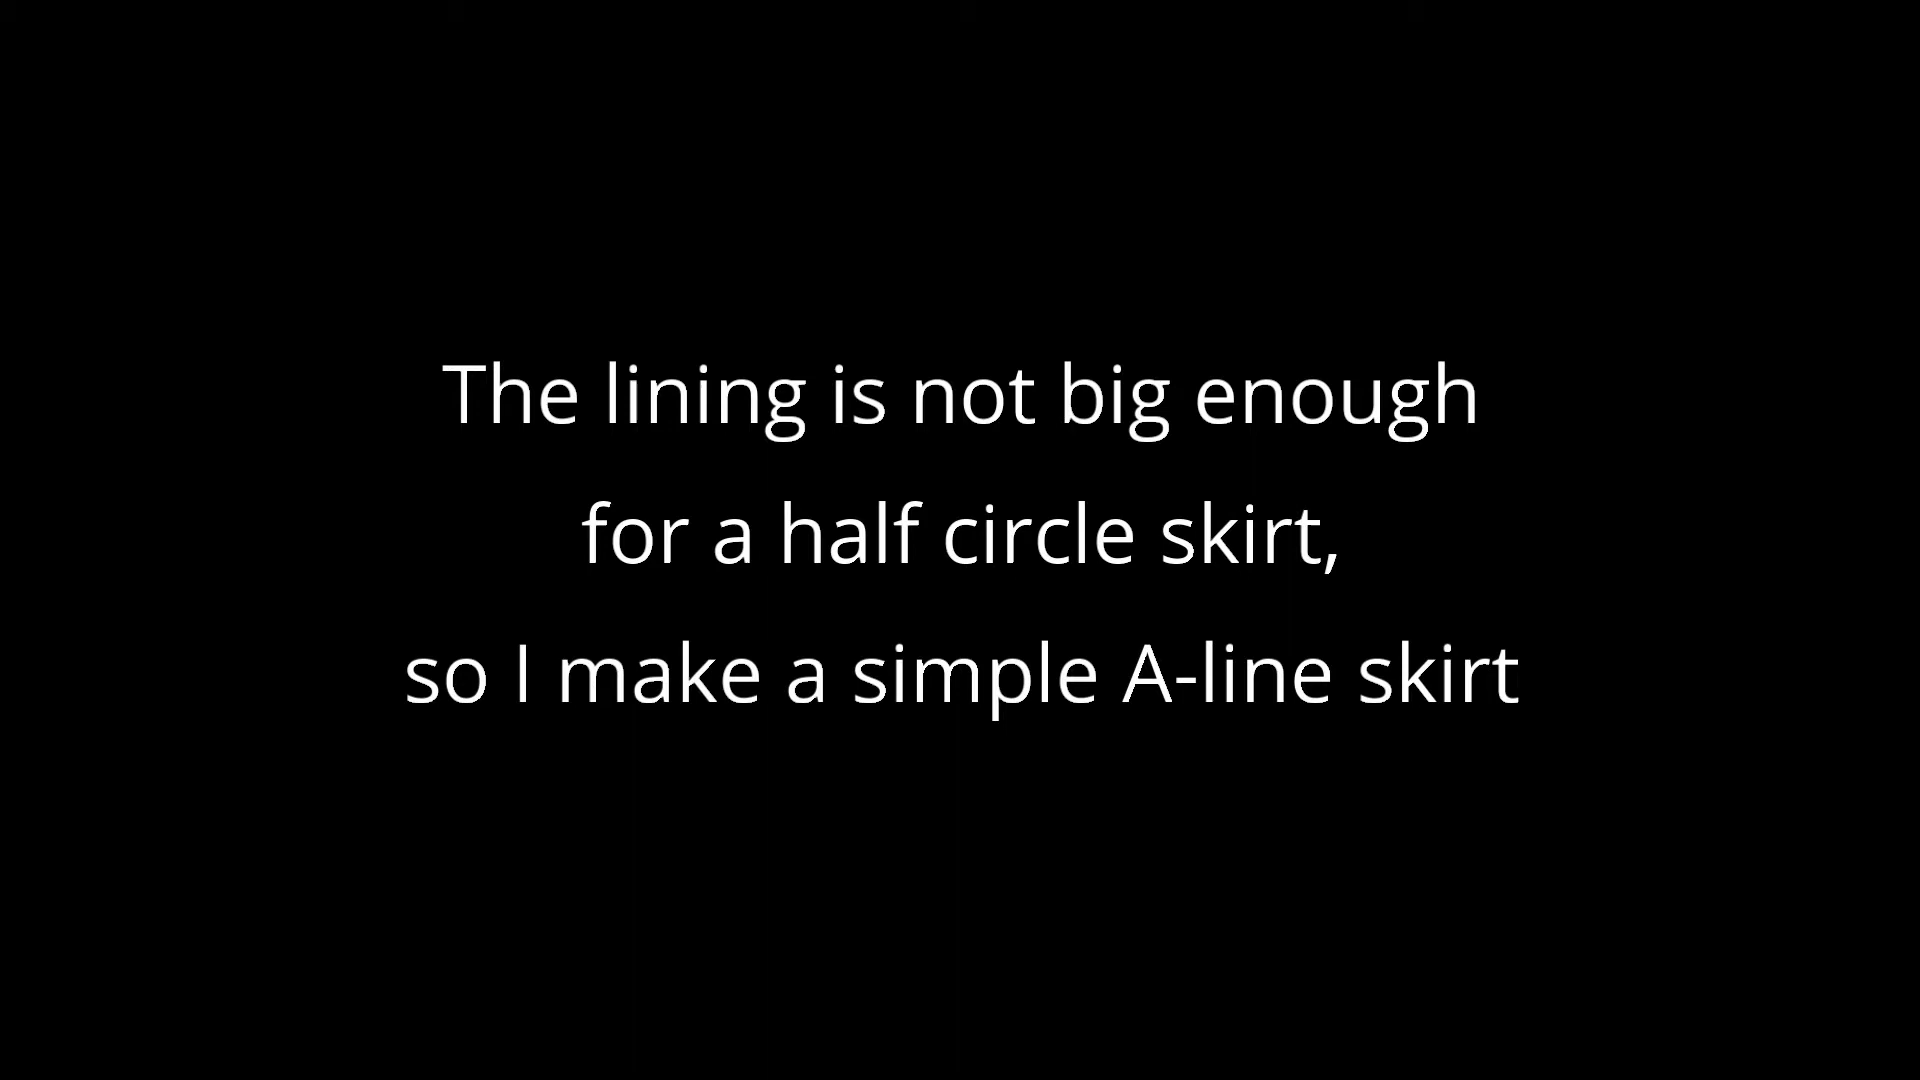 The lining is not big enough
for a half circle skirt,
so I make a simple A-line skirt